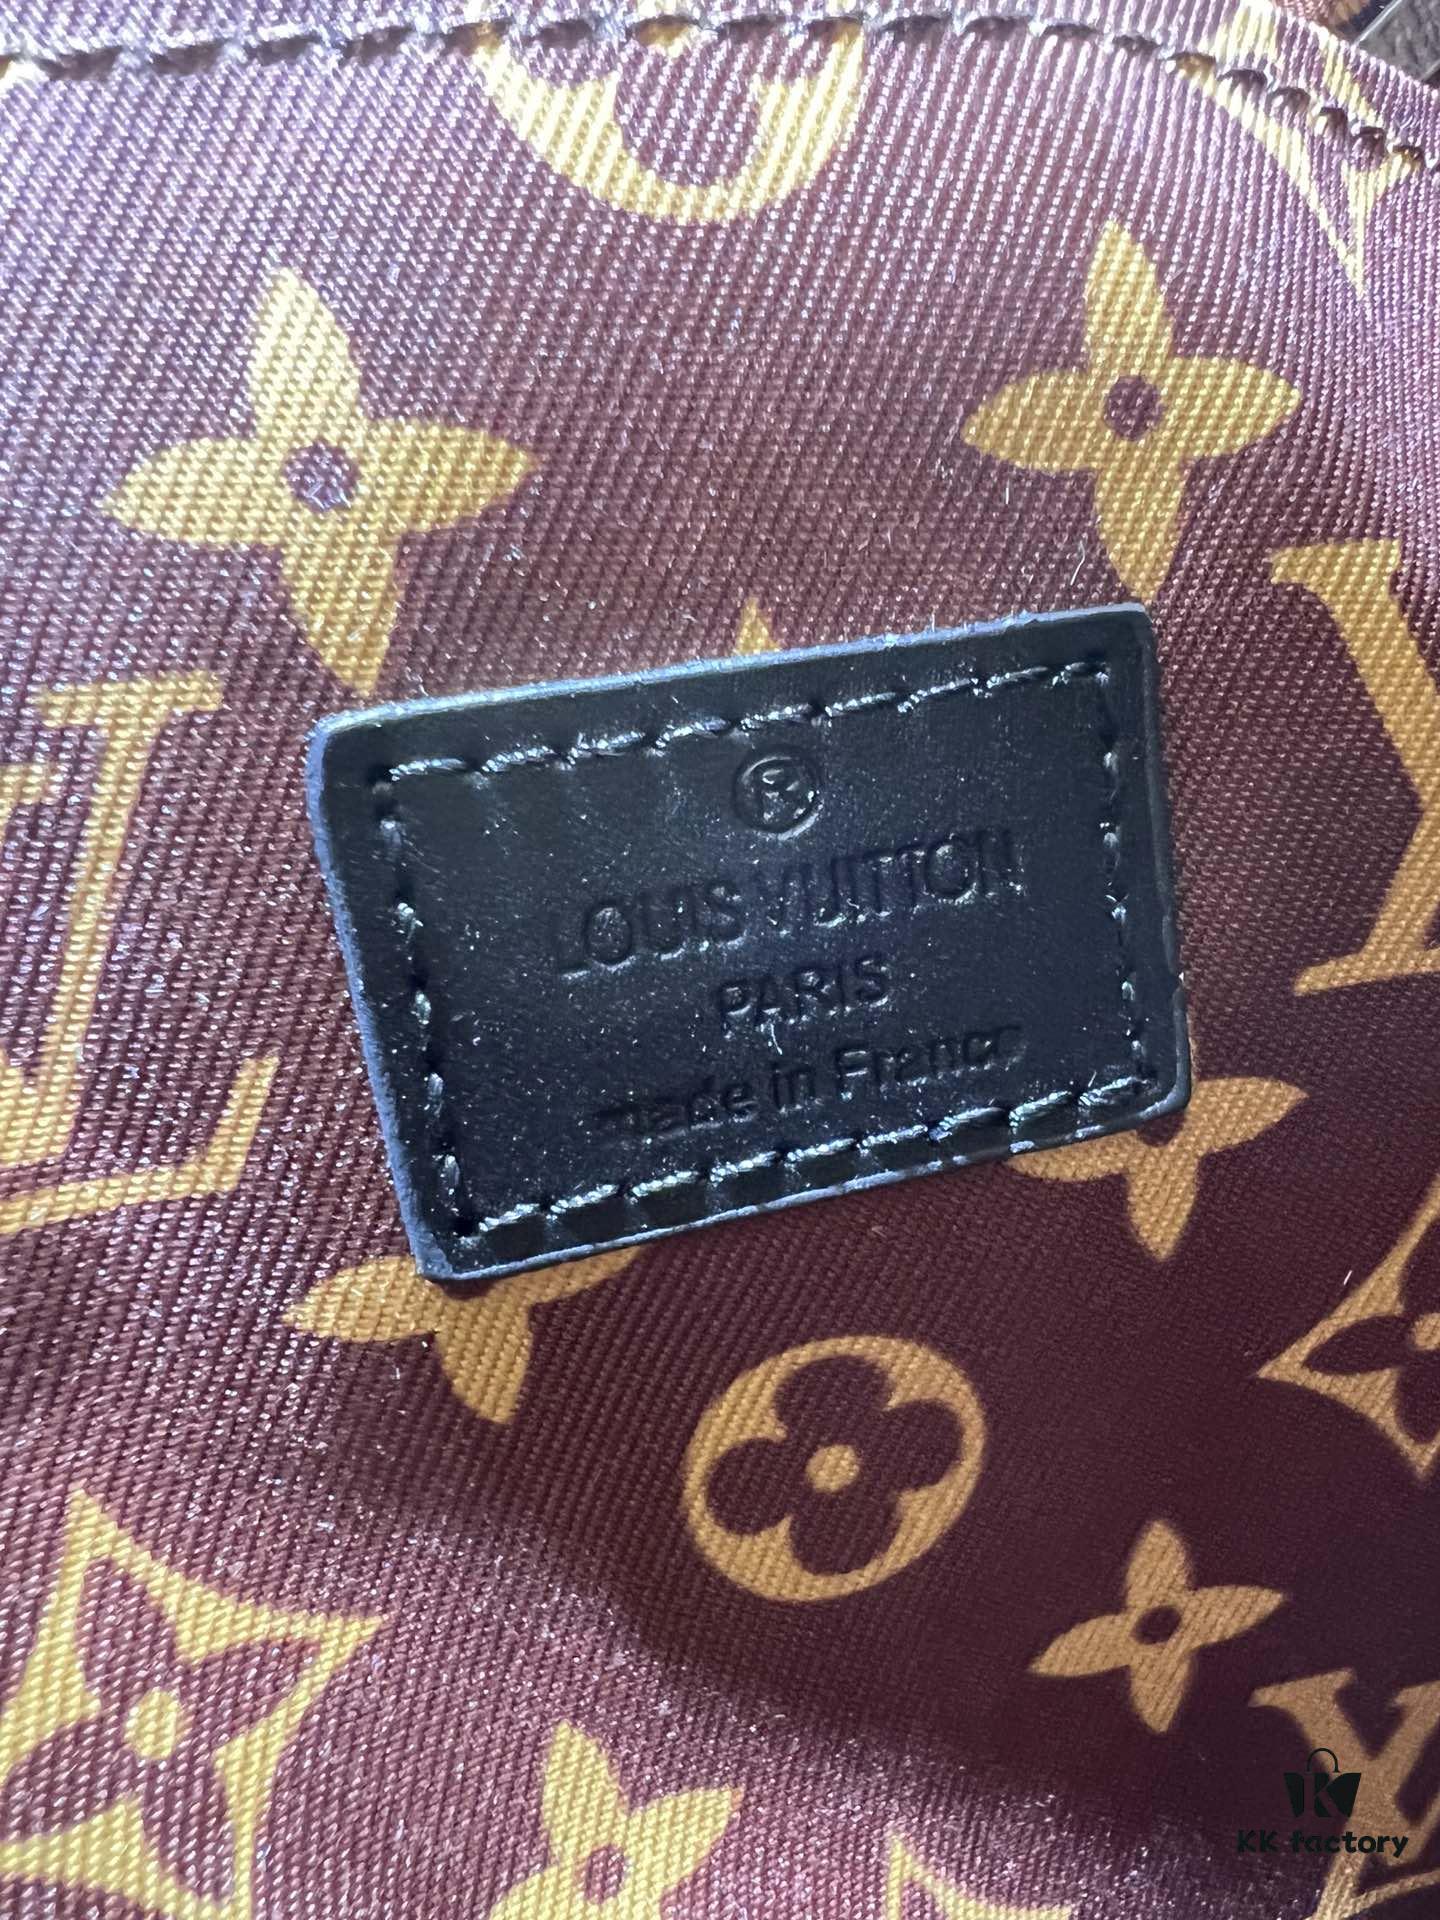 ®
LOUIS VUITTON
PARIS
made in France
KK factory